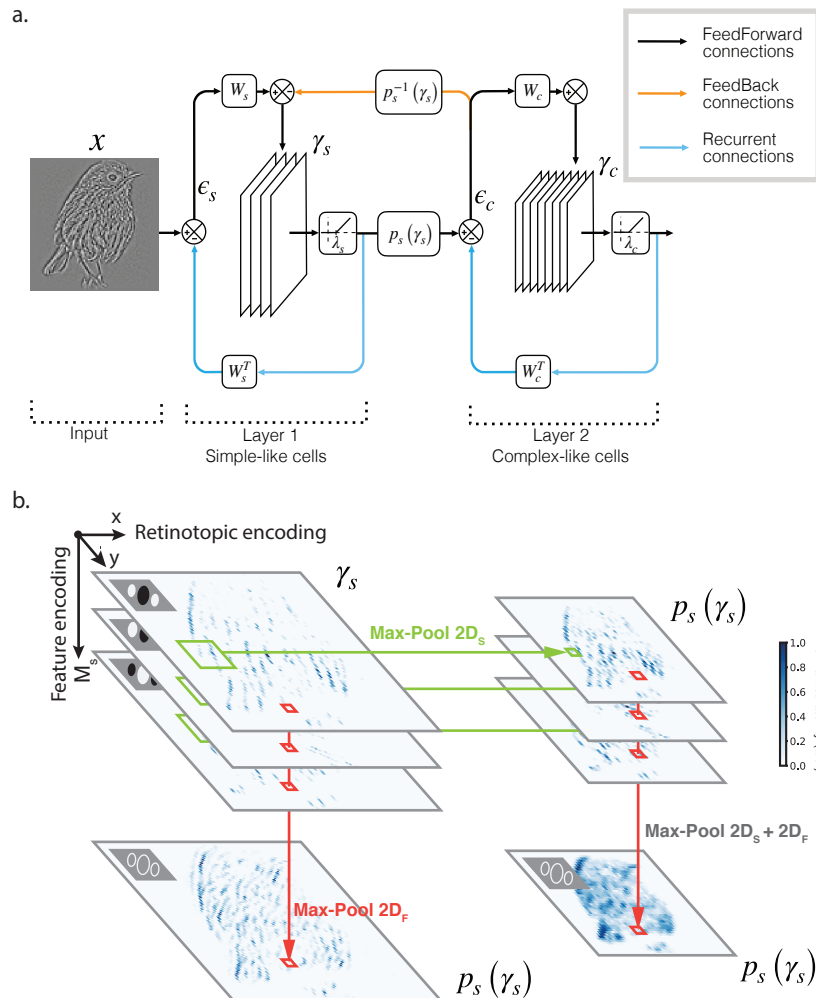 a.
FeedForward
connections
FeedBack
connections
Recurrent
connections
W_s
p_s^{-1} (γ_s)
W_c
x
γ_s
γ_c
ϵ_s
ϵ_c
λ_s
p_s (γ_s)
λ_c
W_s^T
W_c^T
Input
Layer 1
Simple-like cells
Layer 2
Complex-like cells
b.
x
Retinotopic encoding
y
Feature encoding
M_s
γ_s
p_s (γ_s)
Max-Pool 2D_S
1.0
0.8
0.6
0.4
0.2
0.0
Max-Pool 2D_S + 2D_F
Max-Pool 2D_F
p_s (γ_s)
p_s (γ_s)